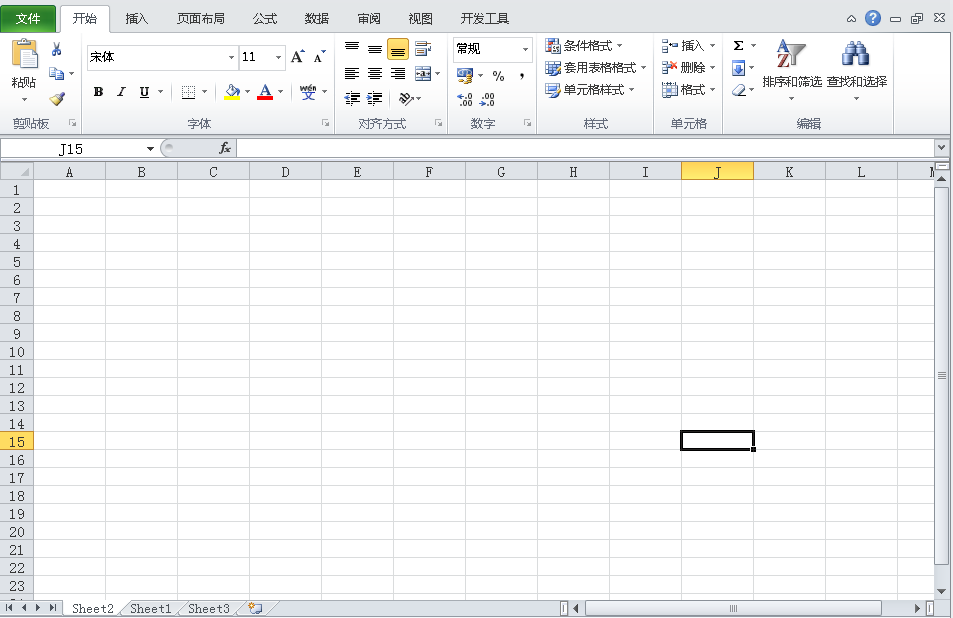 文件 开始 插入 页面布局 公式 数据 审阅 视图 开发工具
宋体 11 A A 常规 条件格式 插入 Σ
粘贴 套用表格格式 删除 排序和筛选 查找和选择
B I U A wén 文 % , .00 .00 单元格样式 格式
剪贴板 字体 对齐方式 数字 样式 单元格 编辑
J15 fx
A B C D E F G H I J K L
1
2
3
4
5
6
7
8
9
10
11
12
13
14
15
16
17
18
19
20
21
22
23
Sheet2 Sheet1 Sheet3